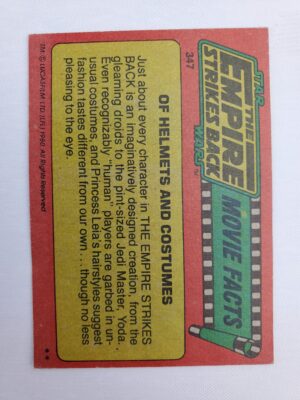 347
STAR
THE
EMPIRE
STRIKES BACK
WARS
MOVIE FACTS
OF HELMETS AND COSTUMES
Just about every character in THE EMPIRE STRIKES
BACK is an imaginatively designed creation, from the
gleaming droids to the pint-sized Jedi Master, Yoda.
Even recognizably "human" players are garbed in un-
usual costumes, and Princess Leia's hairstyles suggest
fashion tastes different from our own . . . though no less
pleasing to the eye.
TM: © LUCASFILM LTD. (LFL) 1980. All Rights Reserved
**